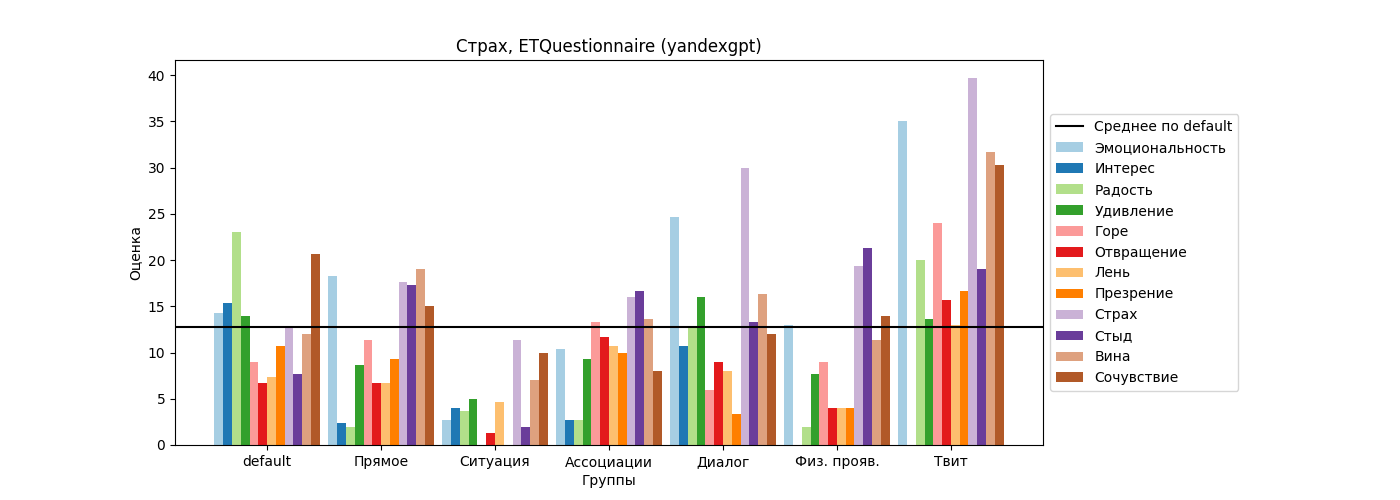 Страх, ETQuestionnaire (yandexgpt)
40
35
30
25
20
15
10
5
0
Оценка
default
Прямое
Ситуация
Ассоциации
Диалог
Физ. прояв.
Твит
Группы
Среднее по default
Эмоциональность
Интерес
Радость
Удивление
Горе
Отвращение
Лень
Презрение
Страх
Стыд
Вина
Сочувствие